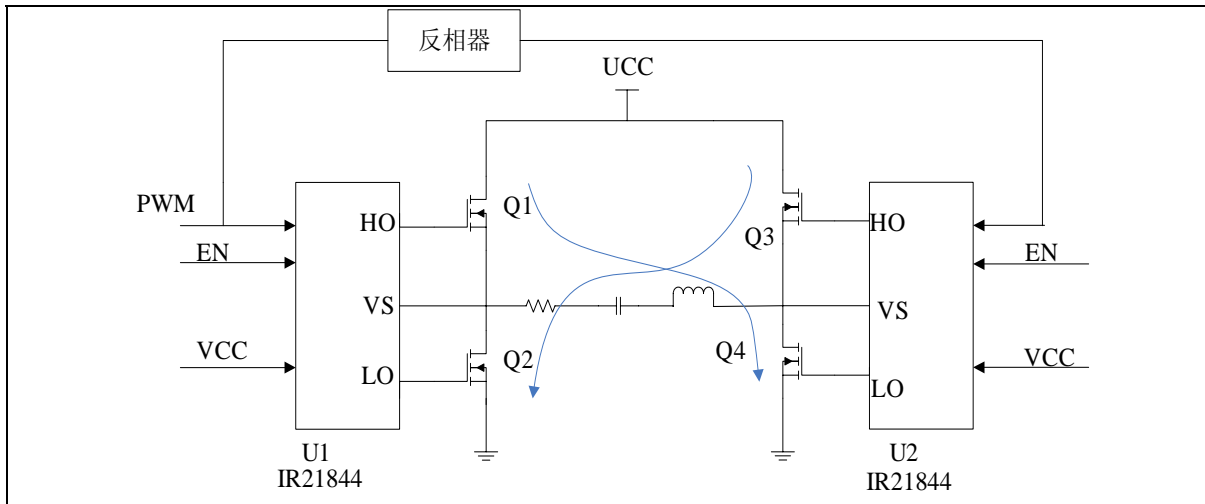 反相器
UCC
PWM
HO
Q1
Q3
HO
EN
EN
VS
VS
VCC
Q2
Q4
VCC
LO
LO
U1
IR21844
U2
IR21844